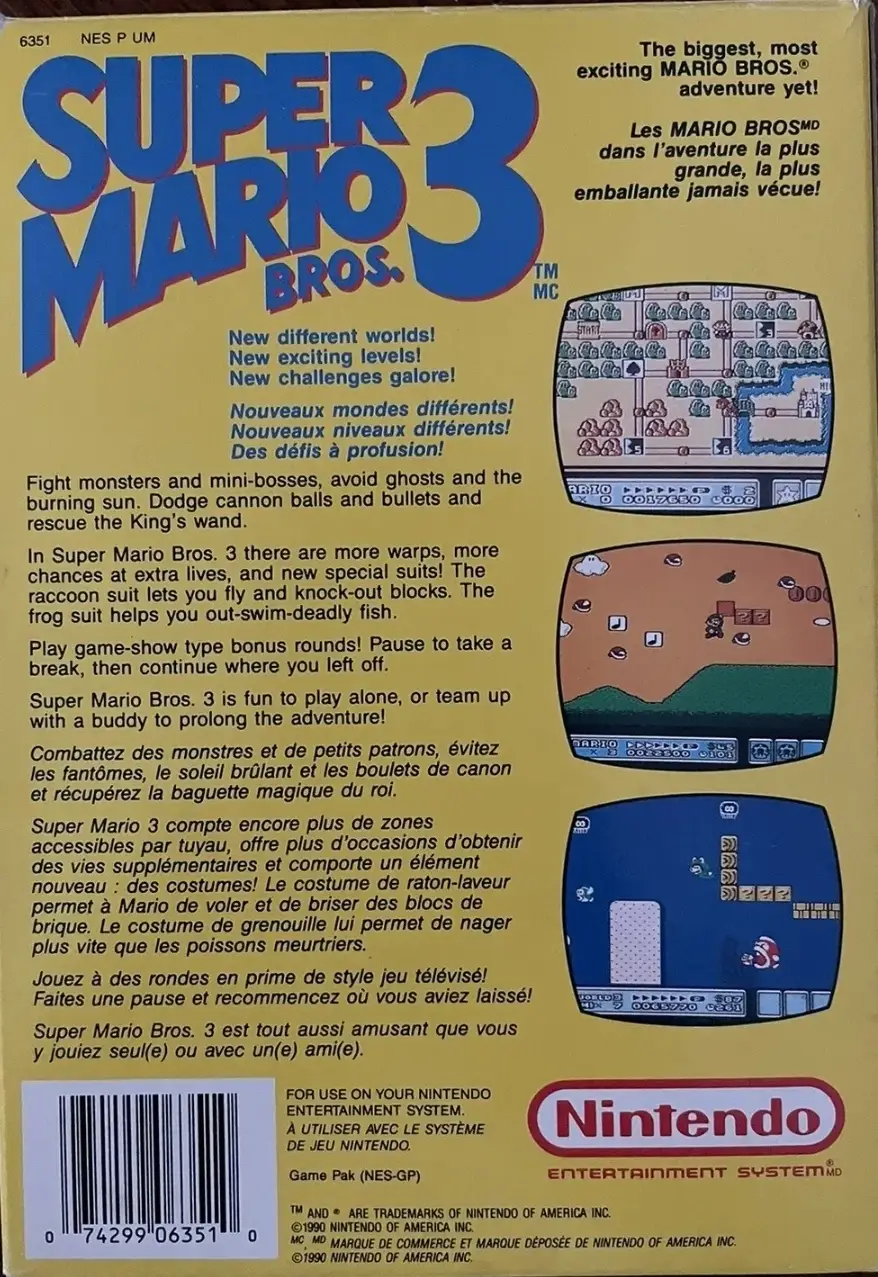 6351 NES P UM
SUPER
MARIO
BROS. 3
TM
MC
The biggest, most
exciting MARIO BROS.®
adventure yet!
Les MARIO BROSMD
dans l'aventure la plus
grande, la plus
emballante jamais vécue!
New different worlds!
New exciting levels!
New challenges galore!
Nouveaux mondes différents!
Nouveaux niveaux différents!
Des défis à profusion!
Fight monsters and mini-bosses, avoid ghosts and the
burning sun. Dodge cannon balls and bullets and
rescue the King's wand.
In Super Mario Bros. 3 there are more warps, more
chances at extra lives, and new special suits! The
raccoon suit lets you fly and knock-out blocks. The
frog suit helps you out-swim-deadly fish.
Play game-show type bonus rounds! Pause to take a
break, then continue where you left off.
Super Mario Bros. 3 is fun to play alone, or team up
with a buddy to prolong the adventure!
Combattez des monstres et de petits patrons, évitez
les fantômes, le soleil brûlant et les boulets de canon
et récupérez la baguette magique du roi.
Super Mario 3 compte encore plus de zones
accessibles par tuyau, offre plus d'occasions d'obtenir
des vies supplémentaires et comporte un élément
nouveau : des costumes! Le costume de raton-laveur
permet à Mario de voler et de briser des blocs de
brique. Le costume de grenouille lui permet de nager
plus vite que les poissons meurtriers.
Jouez à des rondes en prime de style jeu télévisé!
Faites une pause et recommencez où vous aviez laissé!
Super Mario Bros. 3 est tout aussi amusant que vous
y jouiez seul(e) ou avec un(e) ami(e).
START
5
6
ARIO P $ 2
X 0 0017650 000
MARIO P
X 3 0022500 101
P $87
7 0065770 261
0 74299 06351 0
FOR USE ON YOUR NINTENDO
ENTERTAINMENT SYSTEM.
À UTILISER AVEC LE SYSTÈME
DE JEU NINTENDO.
Game Pak (NES-GP)
Nintendo®
ENTERTAINMENT SYSTEM®MD
TM AND ® ARE TRADEMARKS OF NINTENDO OF AMERICA INC.
©1990 NINTENDO OF AMERICA INC.
MC, MD MARQUE DE COMMERCE ET MARQUE DÉPOSÉE DE NINTENDO OF AMERICA INC.
©1990 NINTENDO OF AMERICA INC.